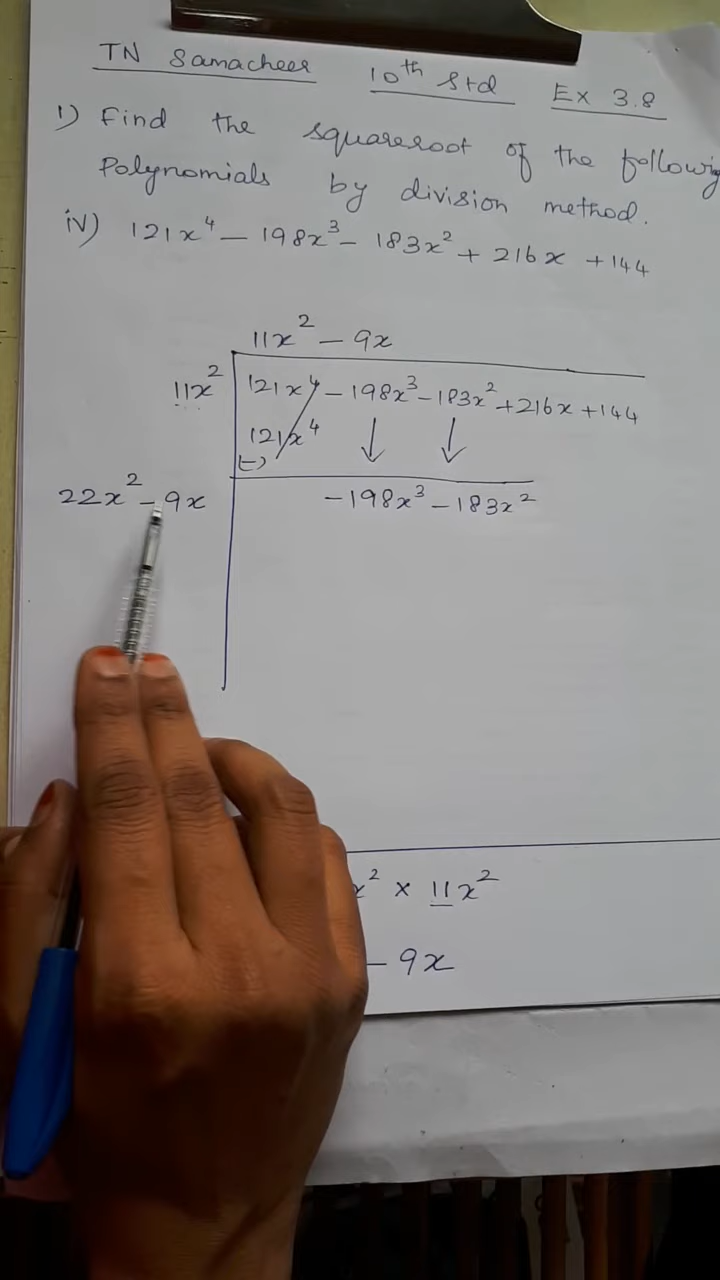 TN Samacheer 10th Std Ex 3.8
1) Find the squareroot of the followig
Polynomials by division method.
iv) 121x⁴ - 198x³ - 183x² + 216x + 144
11x² - 9x
11x² 121x⁴ - 198x³ - 183x² + 216x + 144
121x⁴ ↓ ↓
(-)
22x² - 9x - 198x³ - 183x²
x² × 11x²
- 9x